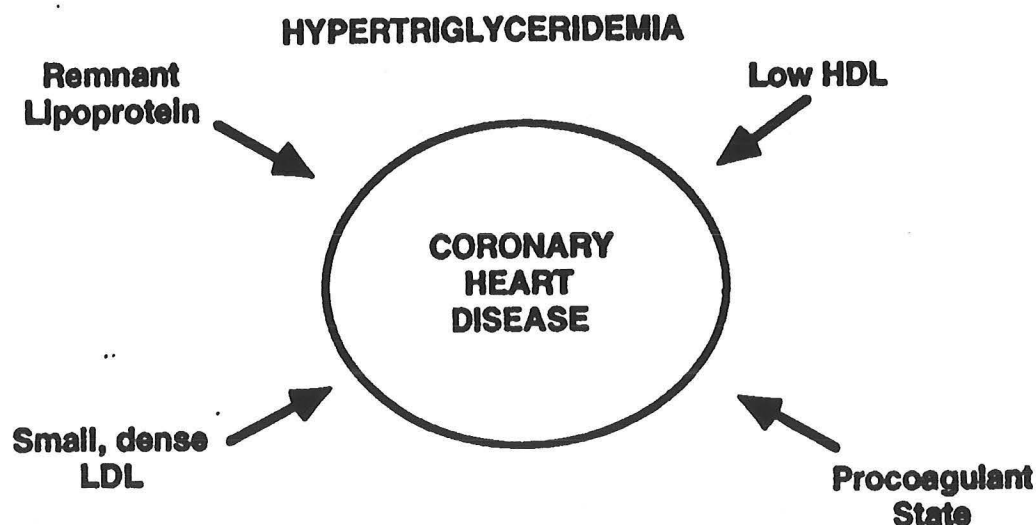 HYPERTRIGLYCERIDEMIA
Remnant
Lipoprotein
Low HDL
CORONARY
HEART
DISEASE
Small, dense
LDL
Procoagulant
State